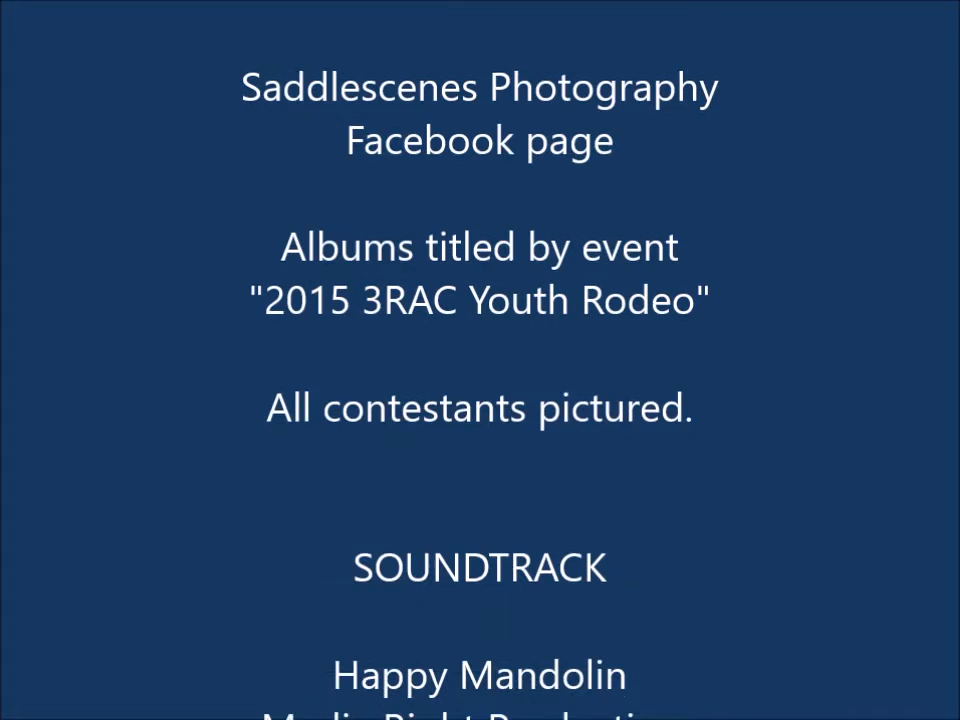 Saddlescenes Photography
Facebook page
Albums titled by event
"2015 3RAC Youth Rodeo"
All contestants pictured.
SOUNDTRACK
Happy Mandolin